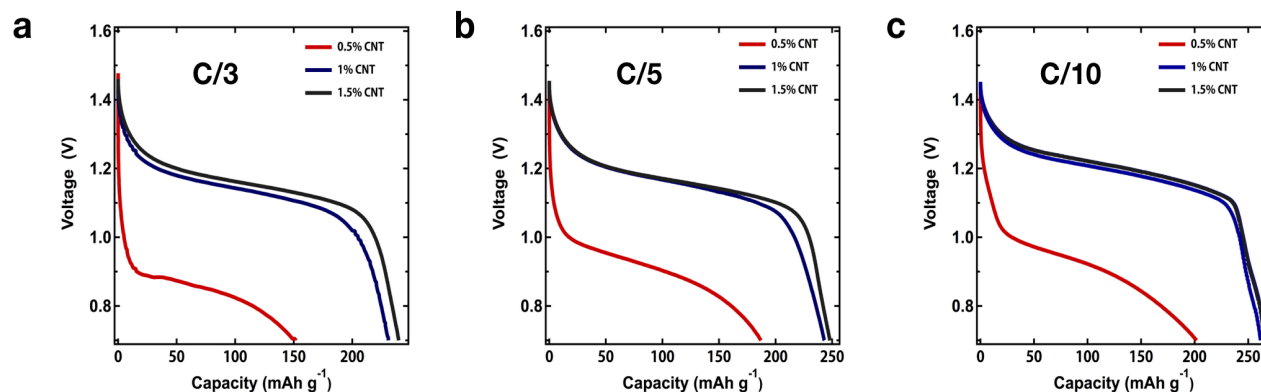 a
C/3
0.5% CNT
1% CNT
1.5% CNT
Voltage (V)
1.6
1.4
1.2
1.0
0.8
0 50 100 150 200
Capacity (mAh g-1)
b
C/5
0.5% CNT
1% CNT
1.5% CNT
Voltage (V)
1.6
1.4
1.2
1.0
0.8
0 50 100 150 200 250
Capacity (mAh g-1)
c
C/10
0.5% CNT
1% CNT
1.5% CNT
Voltage (V)
1.6
1.4
1.2
1.0
0.8
0 50 100 150 200 250
Capacity (mAh g-1)